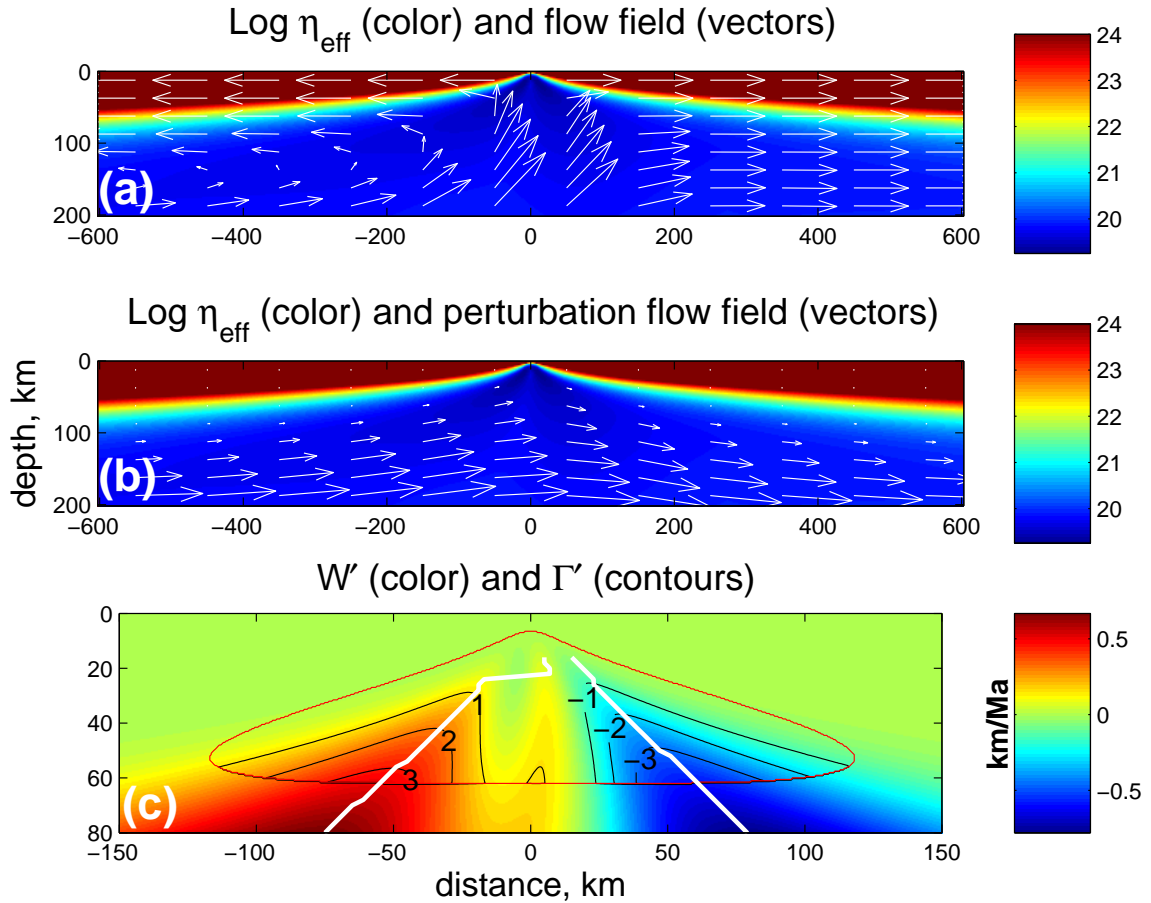 Log ηeff (color) and flow field (vectors)
0
100
200
(a)
−600 −400 −200 0 200 400 600
24
23
22
21
20
Log ηeff (color) and perturbation flow field (vectors)
depth, km
0
100
200
(b)
−600 −400 −200 0 200 400 600
24
23
22
21
20
W′ (color) and Γ′ (contours)
0
20
40
60
80
1
2
3
−1
−2
−3
(c)
−150 −100 −50 0 50 100 150
distance, km
km/Ma
0.5
0
−0.5